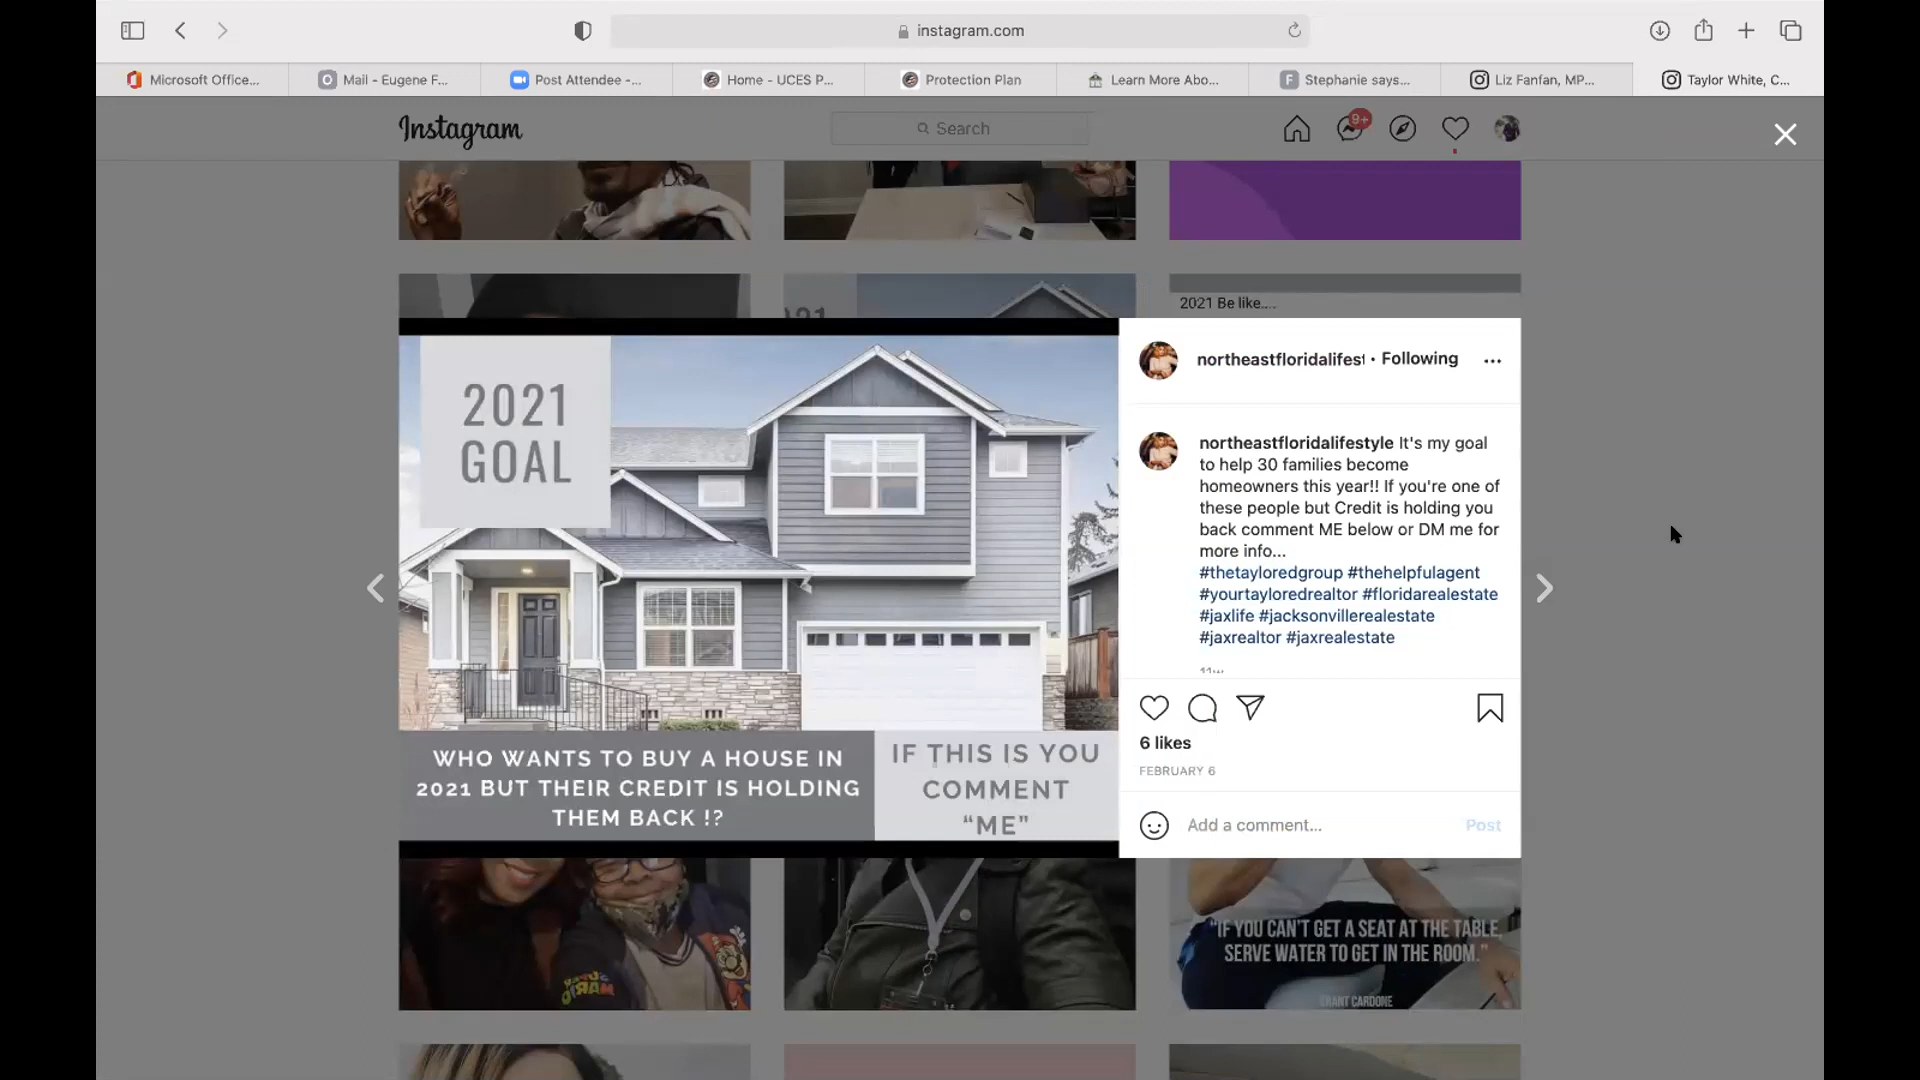 instagram.com
Microsoft Office...
Mail - Eugene F...
Post Attendee -...
Home - UCES P...
Protection Plan
Learn More Abo...
Stephanie says...
Liz Fanfan, MP...
Taylor White, C...
Instagram
Search
9+
2021 Be like....
2021
GOAL
WHO WANTS TO BUY A HOUSE IN
2021 BUT THEIR CREDIT IS HOLDING
THEM BACK !?
IF THIS IS YOU
COMMENT
“ME”
northeastfloridalifest • Following
northeastfloridalifestyle It's my goal
to help 30 families become
homeowners this year!! If you're one of
these people but Credit is holding you
back comment ME below or DM me for
more info...
#thetayloredgroup #thehelpfulagent
#yourtayloredrealtor #floridarealestate
#jaxlife #jacksonvillerealestate
#jaxrealtor #jaxrealestate
11w
6 likes
FEBRUARY 6
Add a comment...
Post
"IF YOU CAN'T GET A SEAT AT THE TABLE,
SERVE WATER TO GET IN THE ROOM."
GRANT CARDONE